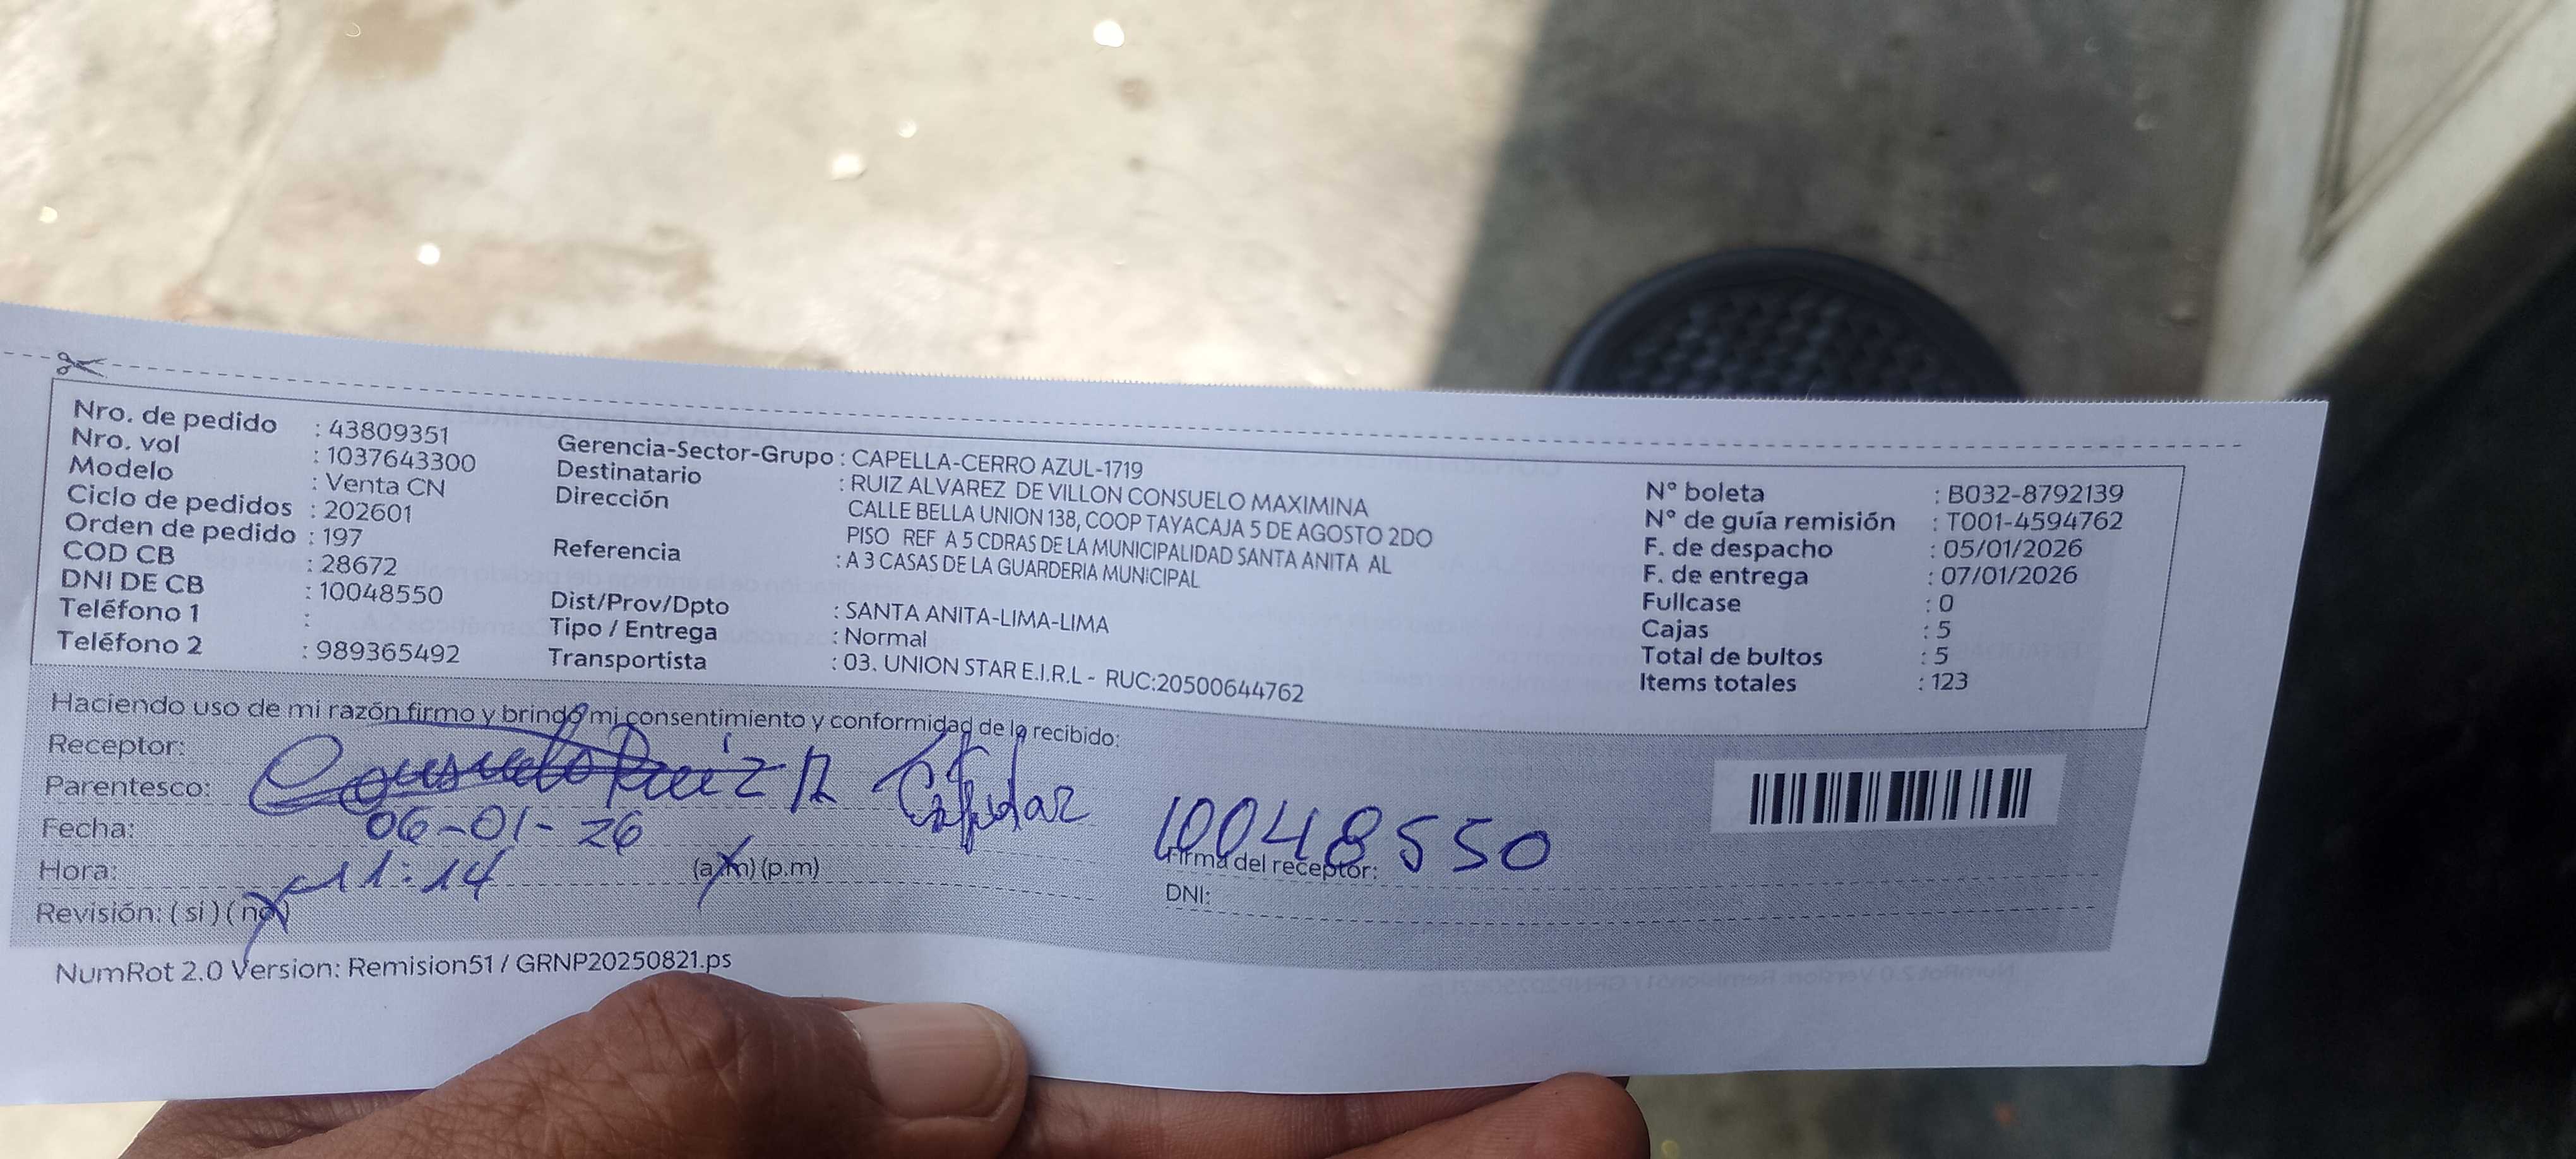 Nro. de pedido : 43809351
Nro. vol : 1037643300
Modelo : Venta CN
Ciclo de pedidos : 202601
Orden de pedido : 197
COD CB : 28672
DNI DE CB : 10048550
Teléfono 1 :
Teléfono 2 : 989365492
Gerencia-Sector-Grupo : CAPELLA-CERRO AZUL-1719
Destinatario : RUIZ ALVAREZ DE VILLON CONSUELO MAXIMINA
Dirección CALLE BELLA UNION 138, COOP TAYACAJA 5 DE AGOSTO 2DO
PISO REF A 5 CDRAS DE LA MUNICIPALIDAD SANTA ANITA AL
Referencia : A 3 CASAS DE LA GUARDERIA MUNICIPAL
Dist/Prov/Dpto : SANTA ANITA-LIMA-LIMA
Tipo / Entrega : Normal
Transportista : 03. UNION STAR E.I.R.L - RUC:20500644762
N° boleta : B032-8792139
N° de guía remisión : T001-4594762
F. de despacho : 05/01/2026
F. de entrega : 07/01/2026
Fullcase : 0
Cajas : 5
Total de bultos : 5
Items totales : 123
Haciendo uso de mi razón firmo y brindo mi consentimiento y conformidad de lo recibido:
Receptor:
Parentesco: Consuelo Ruiz A
Fecha: 06-01-26
Hora: 11:14 (a.m) (p.m)
Revisión: ( si ) ( no )
10048550
Firma del receptor:
DNI:
NumRot 2.0 Version: Remision51 / GRNP20250821.ps